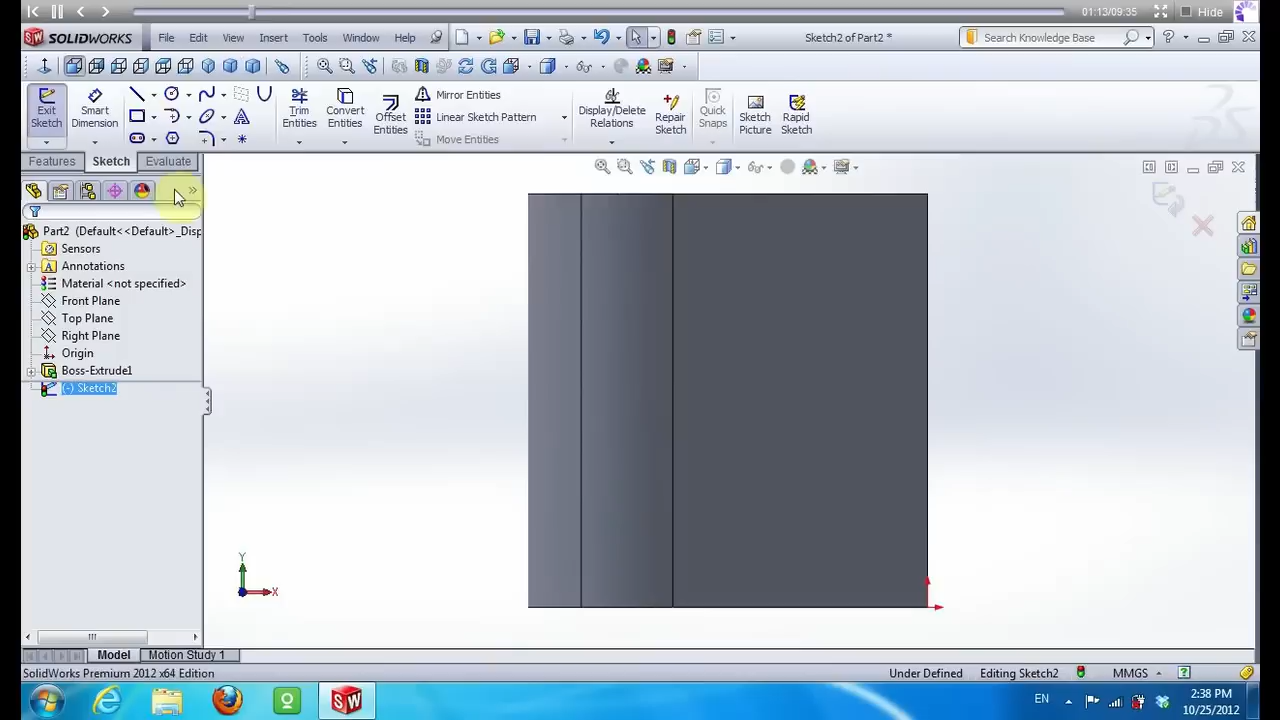 01:13/09:35
Hide
SOLIDWORKS
File Edit View Insert Tools Window Help
Sketch2 of Part2 *
Search Knowledge Base
Exit Sketch
Smart Dimension
Trim Entities
Convert Entities
Offset Entities
Mirror Entities
Linear Sketch Pattern
Move Entities
Display/Delete Relations
Repair Sketch
Quick Snaps
Sketch Picture
Rapid Sketch
Features Sketch Evaluate
Part2 (Default<<Default>_Disp
Sensors
Annotations
Material <not specified>
Front Plane
Top Plane
Right Plane
Origin
Boss-Extrude1
(-) Sketch2
Y
X
Model Motion Study 1
SolidWorks Premium 2012 x64 Edition
Under Defined Editing Sketch2 MMGS
EN
2:38 PM
10/25/2012